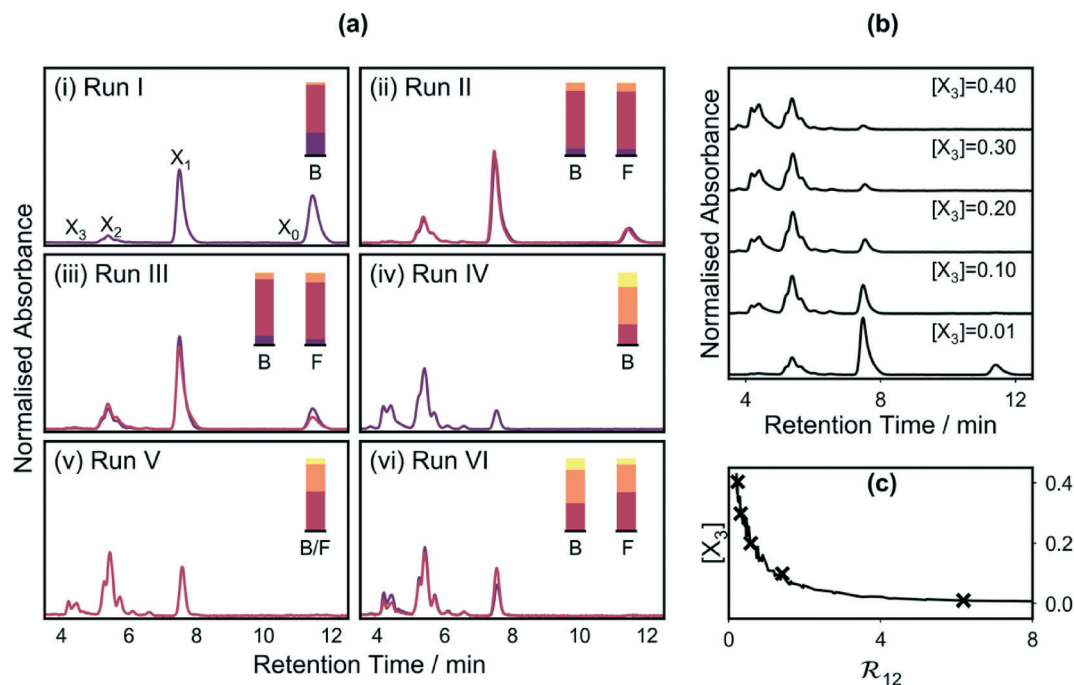 (a)
(i) Run I
X3
X2
X1
X0
B
(ii) Run II
B F
(iii) Run III
B F
(iv) Run IV
B
(v) Run V
B/F
(vi) Run VI
B F
Normalised Absorbance
4 6 8 10 12 4 6 8 10 12
Retention Time / min
(b)
[X3]=0.40
[X3]=0.30
[X3]=0.20
[X3]=0.10
[X3]=0.01
Normalised Absorbance
4 8 12
Retention Time / min
(c)
[X3]
0.4
0.2
0.0
0 4 8
R12